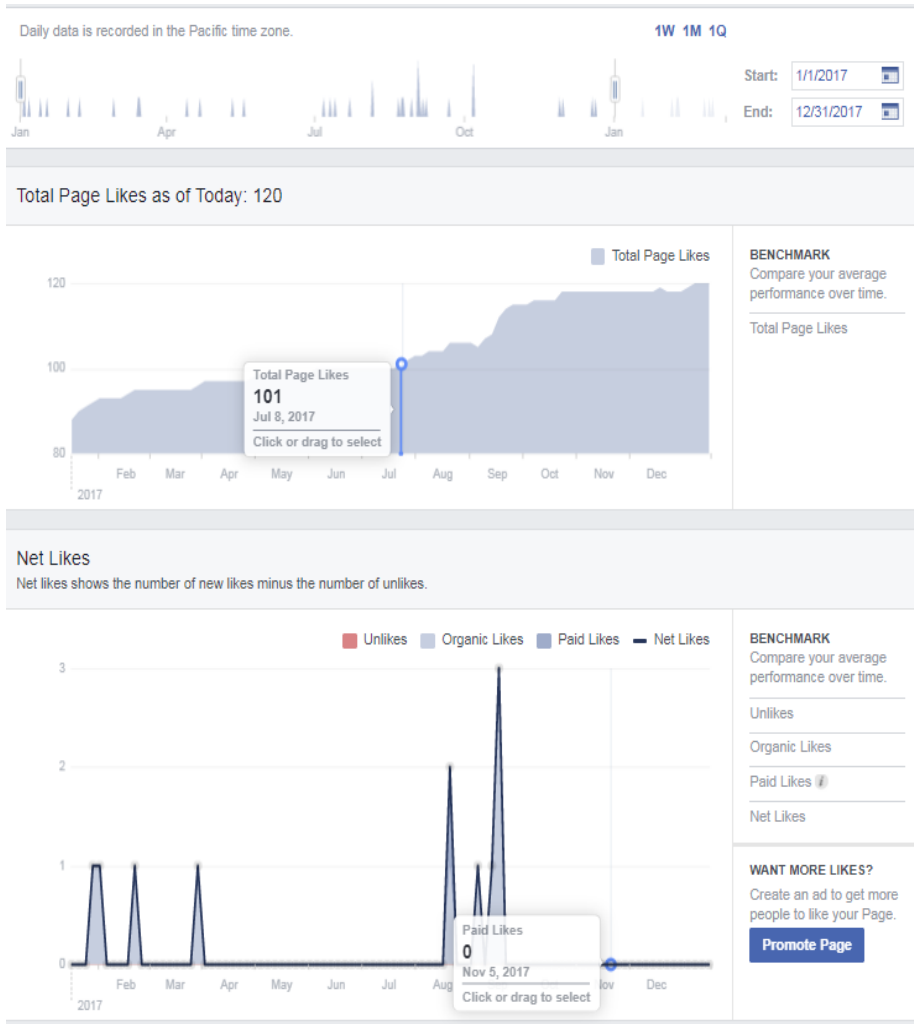 Daily data is recorded in the Pacific time zone.
1W 1M 1Q
Start: 1/1/2017
End: 12/31/2017
Jan Apr Jul Oct Jan
Total Page Likes as of Today: 120
Total Page Likes
BENCHMARK
Compare your average
performance over time.
Total Page Likes
120
100
80
Total Page Likes
101
Jul 8, 2017
Click or drag to select
Feb Mar Apr May Jun Jul Aug Sep Oct Nov Dec
2017
Net Likes
Net likes shows the number of new likes minus the number of unlikes.
Unlikes Organic Likes Paid Likes Net Likes
BENCHMARK
Compare your average
performance over time.
Unlikes
Organic Likes
Paid Likes i
Net Likes
3
2
1
0
Paid Likes
0
Nov 5, 2017
Click or drag to select
Feb Mar Apr May Jun Jul Aug ov Dec
2017
WANT MORE LIKES?
Create an ad to get more
people to like your Page.
Promote Page